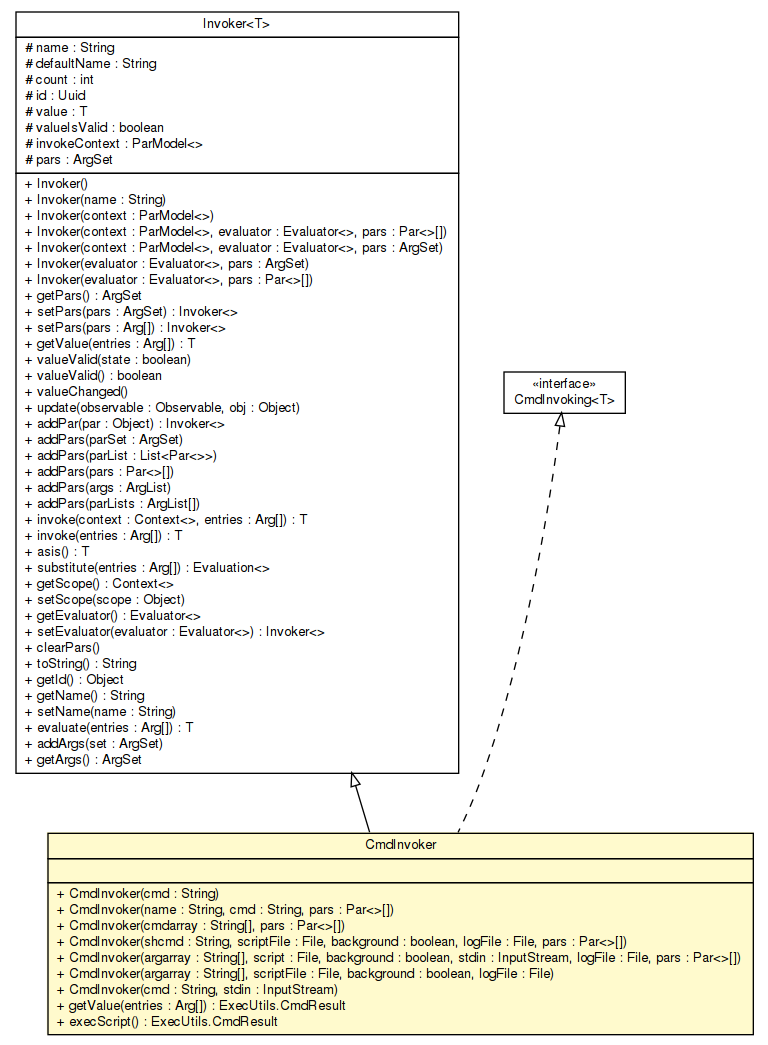 Invoker<T>
# name : String
# defaultName : String
# count : int
# id : Uuid
# value : T
# valueIsValid : boolean
# invokeContext : ParModel<>
# pars : ArgSet
+ Invoker()
+ Invoker(name : String)
+ Invoker(context : ParModel<>)
+ Invoker(context : ParModel<>, evaluator : Evaluator<>, pars : Par<>[])
+ Invoker(context : ParModel<>, evaluator : Evaluator<>, pars : ArgSet)
+ Invoker(evaluator : Evaluator<>, pars : ArgSet)
+ Invoker(evaluator : Evaluator<>, pars : Par<>[])
+ getPars() : ArgSet
+ setPars(pars : ArgSet) : Invoker<>
+ setPars(pars : Arg[]) : Invoker<>
+ getValue(entries : Arg[]) : T
+ valueValid(state : boolean)
+ valueValid() : boolean
+ valueChanged()
+ update(observable : Observable, obj : Object)
+ addPar(par : Object) : Invoker<>
+ addPars(parSet : ArgSet)
+ addPars(parList : List<Par<>>)
+ addPars(pars : Par<>[])
+ addPars(args : ArgList)
+ addPars(parLists : ArgList[])
+ invoke(context : Context<>, entries : Arg[]) : T
+ invoke(entries : Arg[]) : T
+ asis() : T
+ substitute(entries : Arg[]) : Evaluation<>
+ getScope() : Context<>
+ setScope(scope : Object)
+ getEvaluator() : Evaluator<>
+ setEvaluator(evaluator : Evaluator<>) : Invoker<>
+ clearPars()
+ toString() : String
+ getId() : Object
+ getName() : String
+ setName(name : String)
+ evaluate(entries : Arg[]) : T
+ addArgs(set : ArgSet)
+ getArgs() : ArgSet
«interface»
CmdInvoking<T>
CmdInvoker
+ CmdInvoker(cmd : String)
+ CmdInvoker(name : String, cmd : String, pars : Par<>[])
+ CmdInvoker(cmdarray : String[], pars : Par<>[])
+ CmdInvoker(shcmd : String, scriptFile : File, background : boolean, logFile : File, pars : Par<>[])
+ CmdInvoker(argarray : String[], script : File, background : boolean, stdin : InputStream, logFile : File, pars : Par<>[])
+ CmdInvoker(argarray : String[], scriptFile : File, background : boolean, logFile : File)
+ CmdInvoker(cmd : String, stdin : InputStream)
+ getValue(entries : Arg[]) : ExecUtils.CmdResult
+ execScript() : ExecUtils.CmdResult